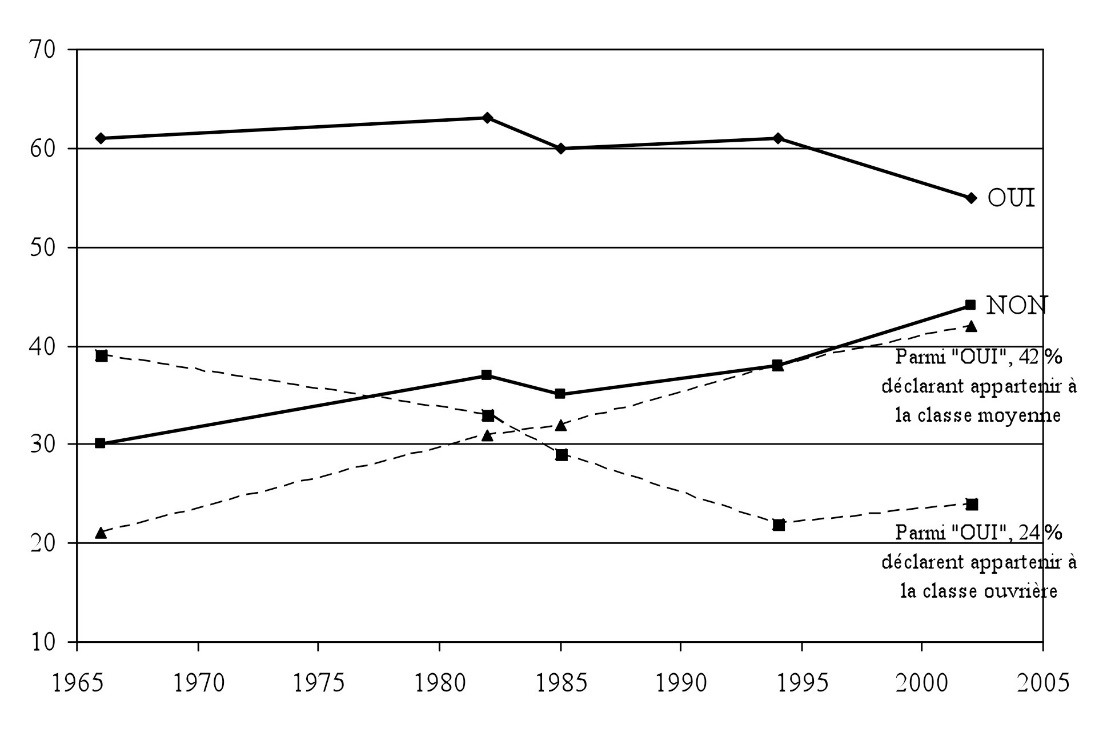 70
60
50
40
30
20
10
OUI
NON
Parmi "OUI", 42 %
déclarant appartenir à
la classe moyenne
Parmi "OUI", 24 %
déclarent appartenir à
la classe ouvrière
1965 1970 1975 1980 1985 1990 1995 2000 2005